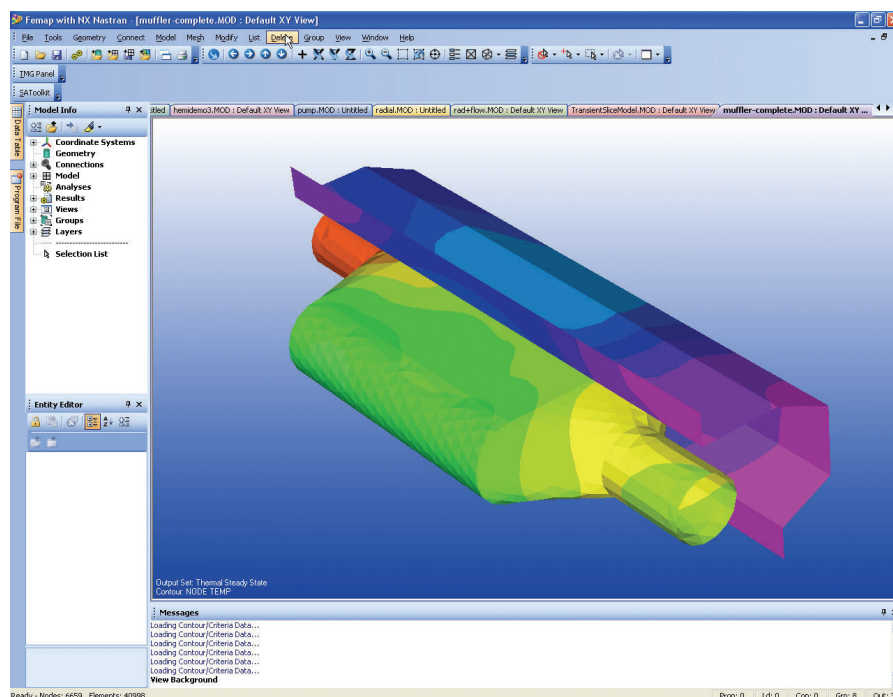 Femap with NX Nastran - [muffler-complete.MOD : Default XY View]
File Tools Geometry Connect Model Mesh Modify List Delete Group View Window Help
IMG Panel
SAToolkit
Model Info
hemidemo3.MOD : Default XY View pump.MOD : Untitled radial.MOD : Untitled rad+flow.MOD : Default XY View TransientSliceModel.MOD : Default XY View muffler-complete.MOD : Default XY ...
Data Table
Program File
Coordinate Systems
Geometry
Connections
Model
Analyses
Results
Views
Groups
Layers
Selection List
Entity Editor
Output Set: Thermal Steady State
Contour: NODE TEMP
Messages
Loading Contour/Criteria Data...
Loading Contour/Criteria Data...
Loading Contour/Criteria Data...
Loading Contour/Criteria Data...
Loading Contour/Criteria Data...
Loading Contour/Criteria Data...
View Background
Ready - Nodes: 6659 Elements: 40998 Prop: 0 Ld: 0 Con: 0 Grp: 8 Out: